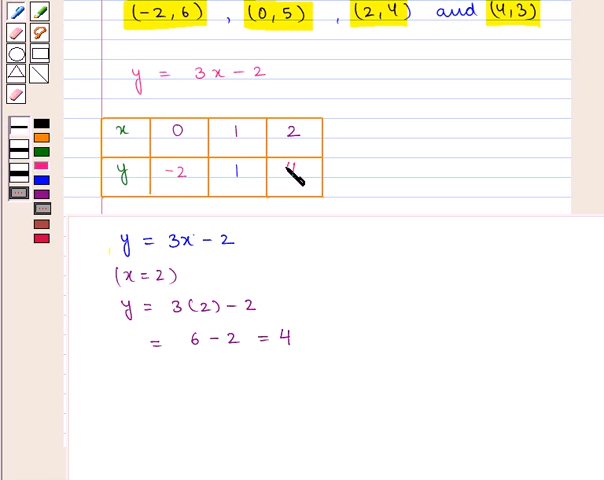 (-2,6) , (0,5) , (2,4) and (4,3)
y = 3x - 2
x 0 1 2
y -2 1 4
y = 3x - 2
(x = 2)
y = 3(2) - 2
= 6 - 2 = 4